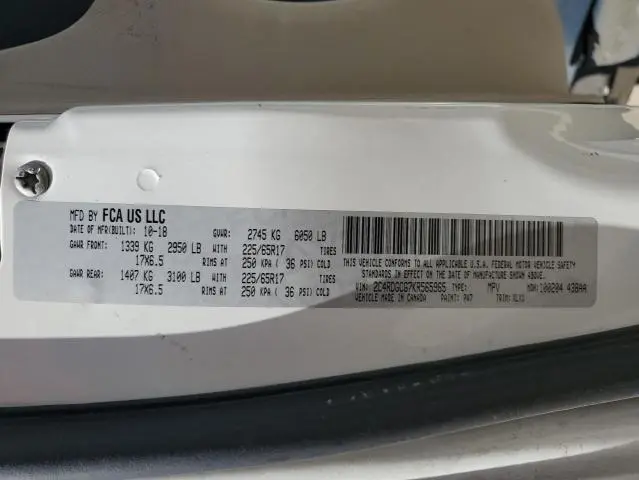 MFD BY FCA US LLC
DATE OF MFR(BUILT): 10-18 GVWR: 2745 KG 6050 LB
GAWR FRONT: 1339 KG 2950 LB WITH 225/65R17 TIRES
17X6.5 RIMS AT 250 KPA ( 36 PSI) COLD
GAWR REAR: 1407 KG 3100 LB WITH 225/65R17 TIRES
17X6.5 RIMS AT 250 KPA ( 36 PSI) COLD
THIS VEHICLE CONFORMS TO ALL APPLICABLE U.S.A. FEDERAL MOTOR VEHICLE SAFETY
STANDARDS IN EFFECT ON THE DATE OF MANUFACTURE SHOWN ABOVE.
VIN: 2C4RDGCG7KR565965 TYPE: MPV MDH: 100204 438AA
VEHICLE MADE IN CANADA PAINT: PW7 TRIM: